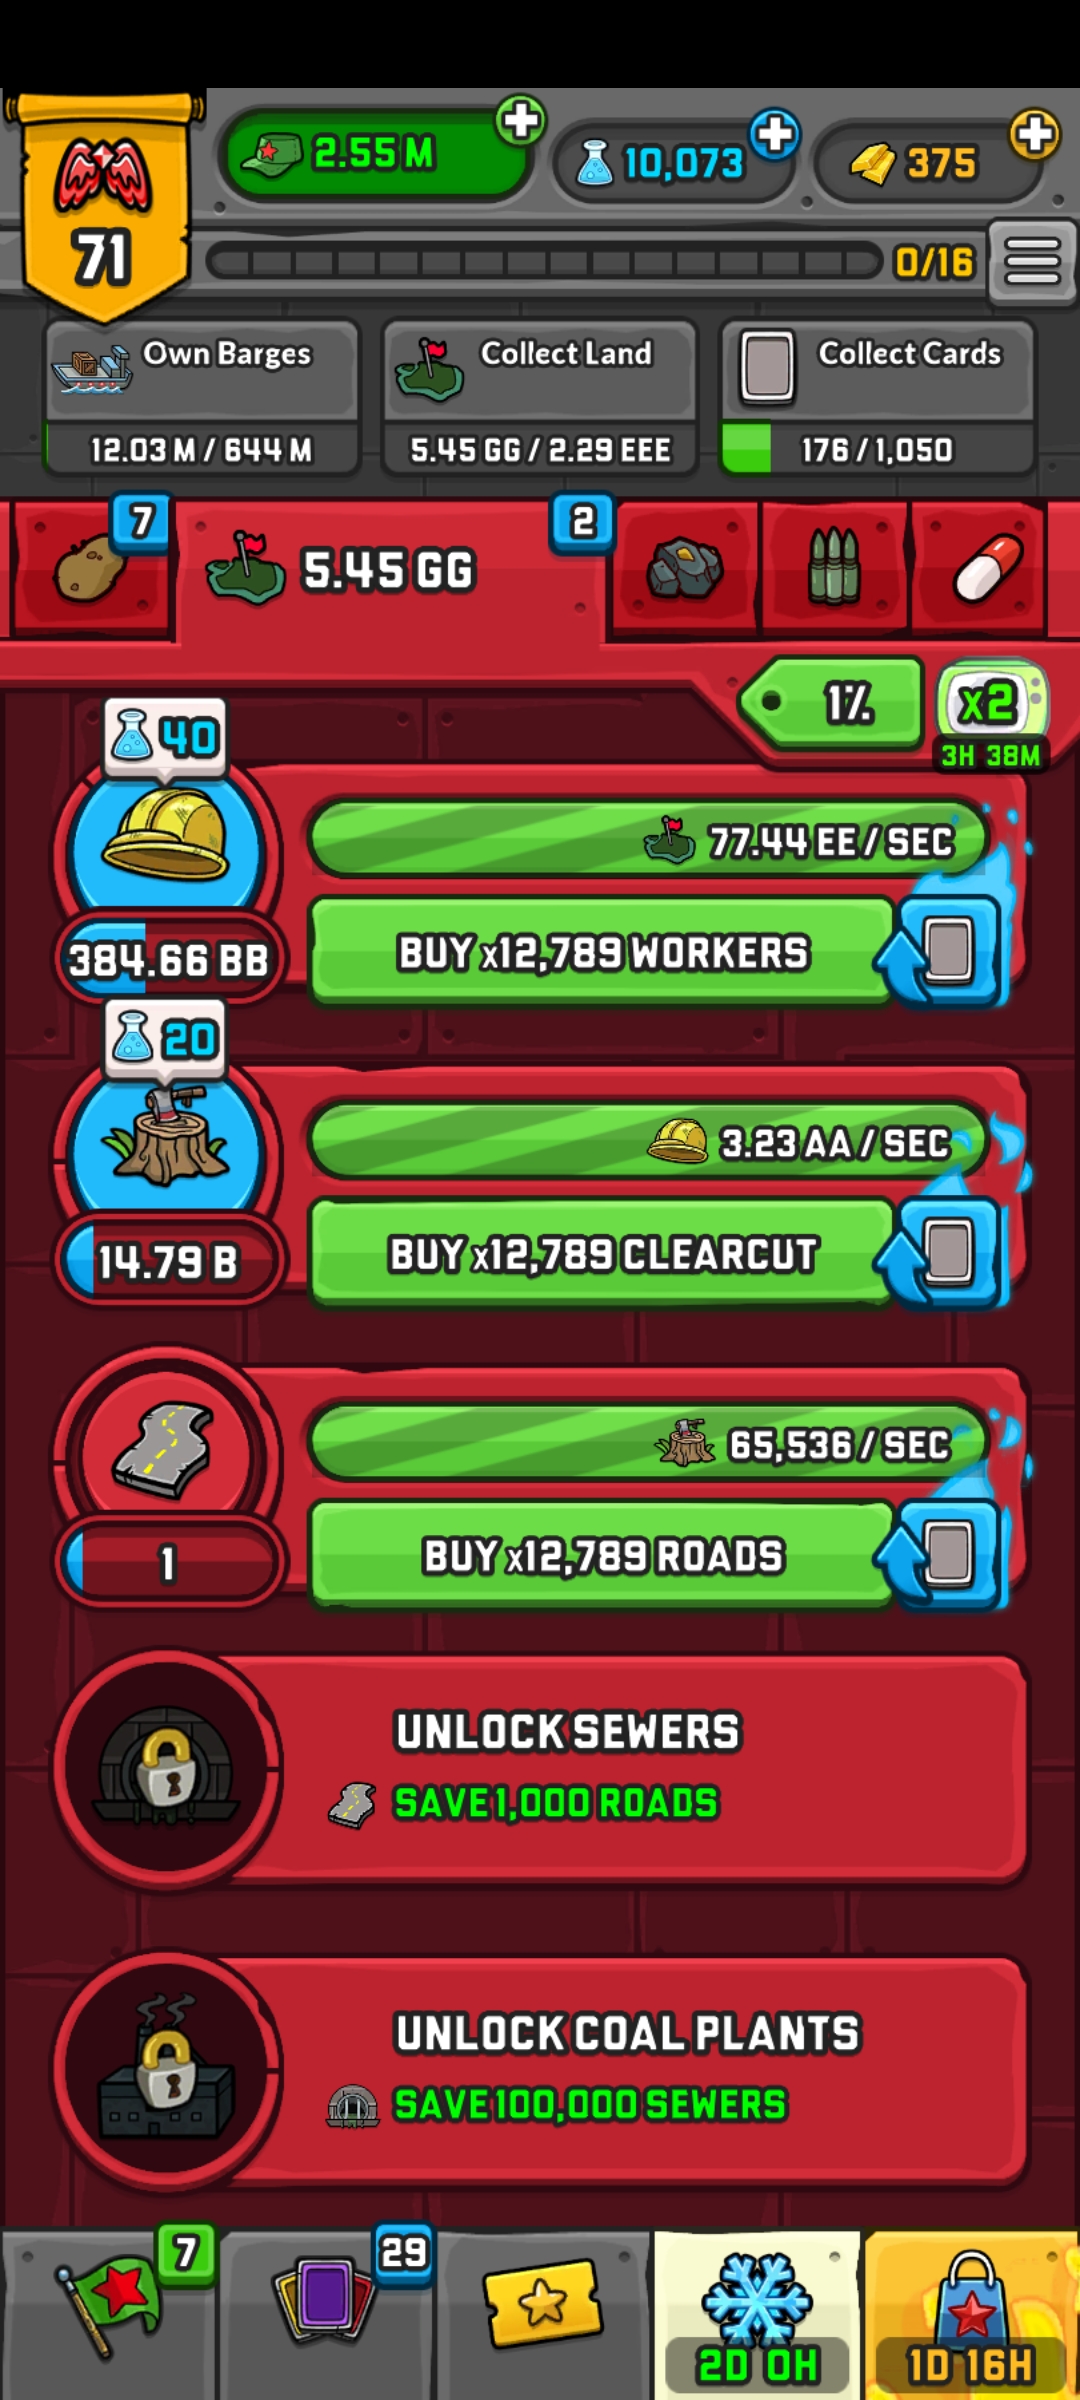 2.55 M
10,073
375
71
0/16
Own Barges
12.03 M / 644 M
Collect Land
5.45 GG / 2.29 EEE
Collect Cards
176 / 1,050
7
5.45 GG
2
1%
x2
3H 38M
40
77.44 EE / SEC
384.66 BB
BUY x12,789 WORKERS
20
3.23 AA / SEC
14.79 B
BUY x12,789 CLEARCUT
65,536 / SEC
1
BUY x12,789 ROADS
UNLOCK SEWERS
SAVE 1,000 ROADS
UNLOCK COAL PLANTS
SAVE 100,000 SEWERS
7
29
2D 0H
1D 16H